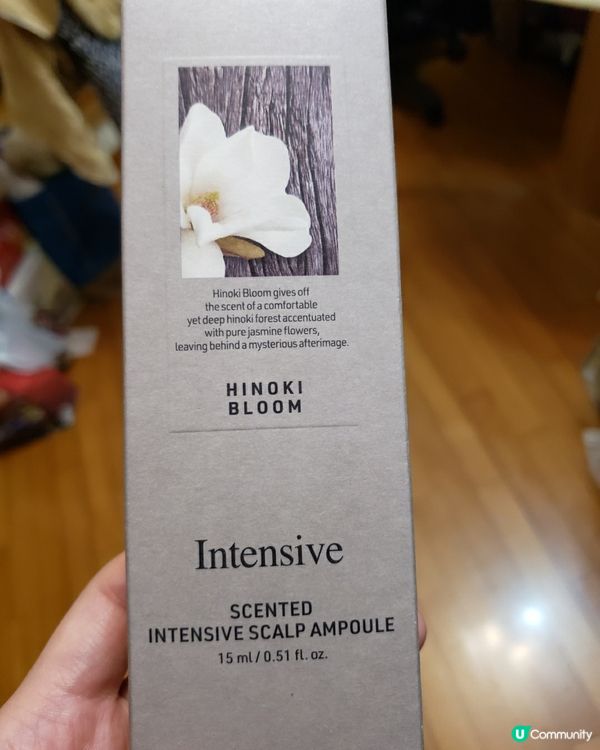 Hinoki Bloom gives off
the scent of a comfortable
yet deep hinoki forest accentuated
with pure jasmine flowers,
leaving behind a mysterious afterimage.
HINOKI
BLOOM
Intensive
SCENTED
INTENSIVE SCALP AMPOULE
15 ml / 0.51 fl. oz.
U Community